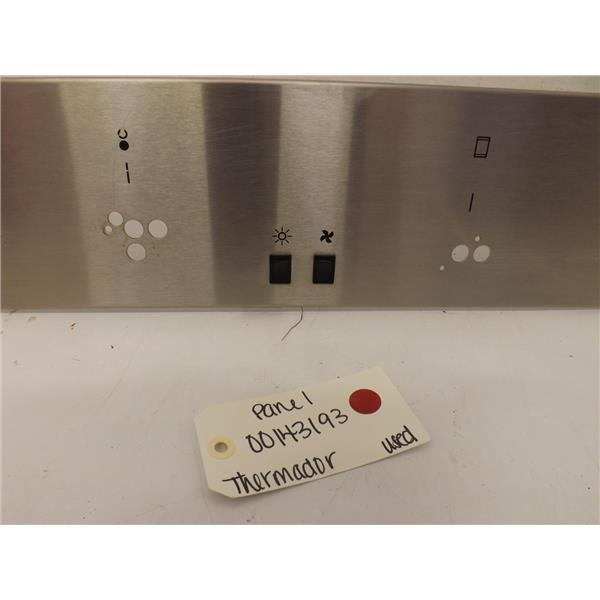 Panel
00143193
Thermador
used